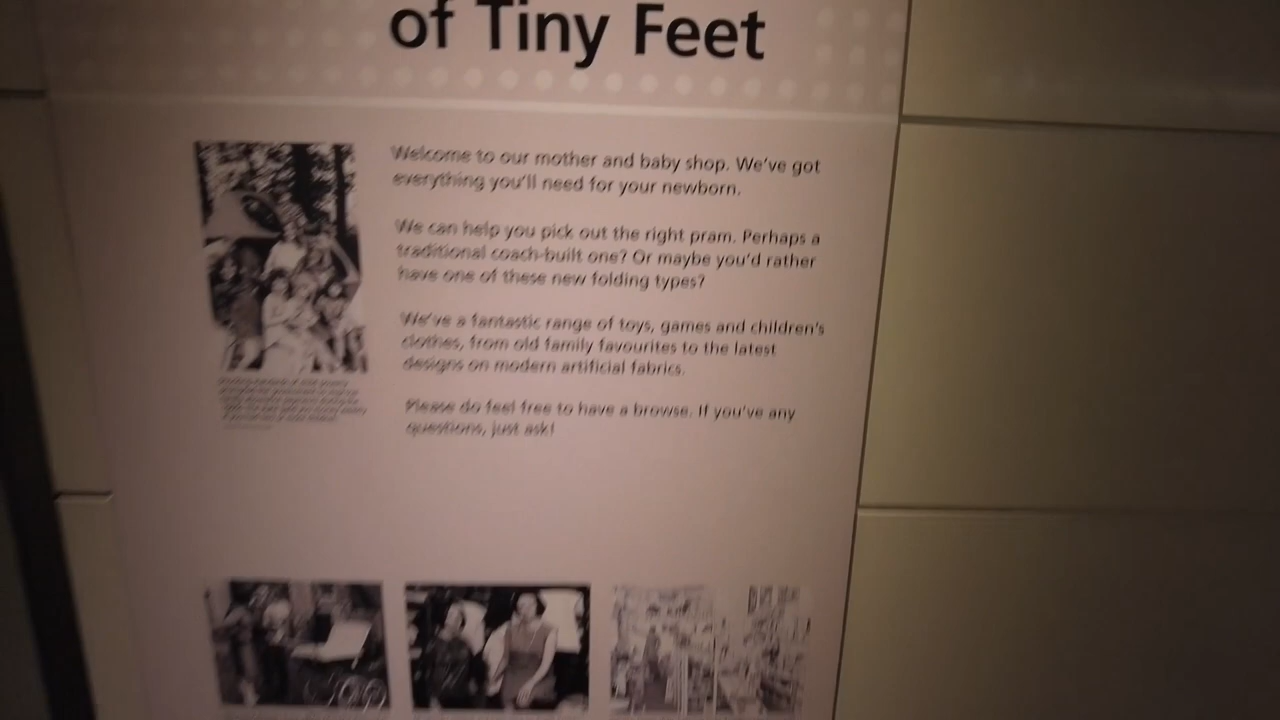 of Tiny Feet
Welcome to our mother and baby shop. We've got
everything you'll need for your newborn.
We can help you pick out the right pram. Perhaps a
traditional coach-built one? Or maybe you'd rather
have one of these new folding types?
We've a fantastic range of toys, games and children's
clothes, from old family favourites to the latest
designs on modern artificial fabrics.
Please do feel free to have a browse. If you've any
questions, just ask!